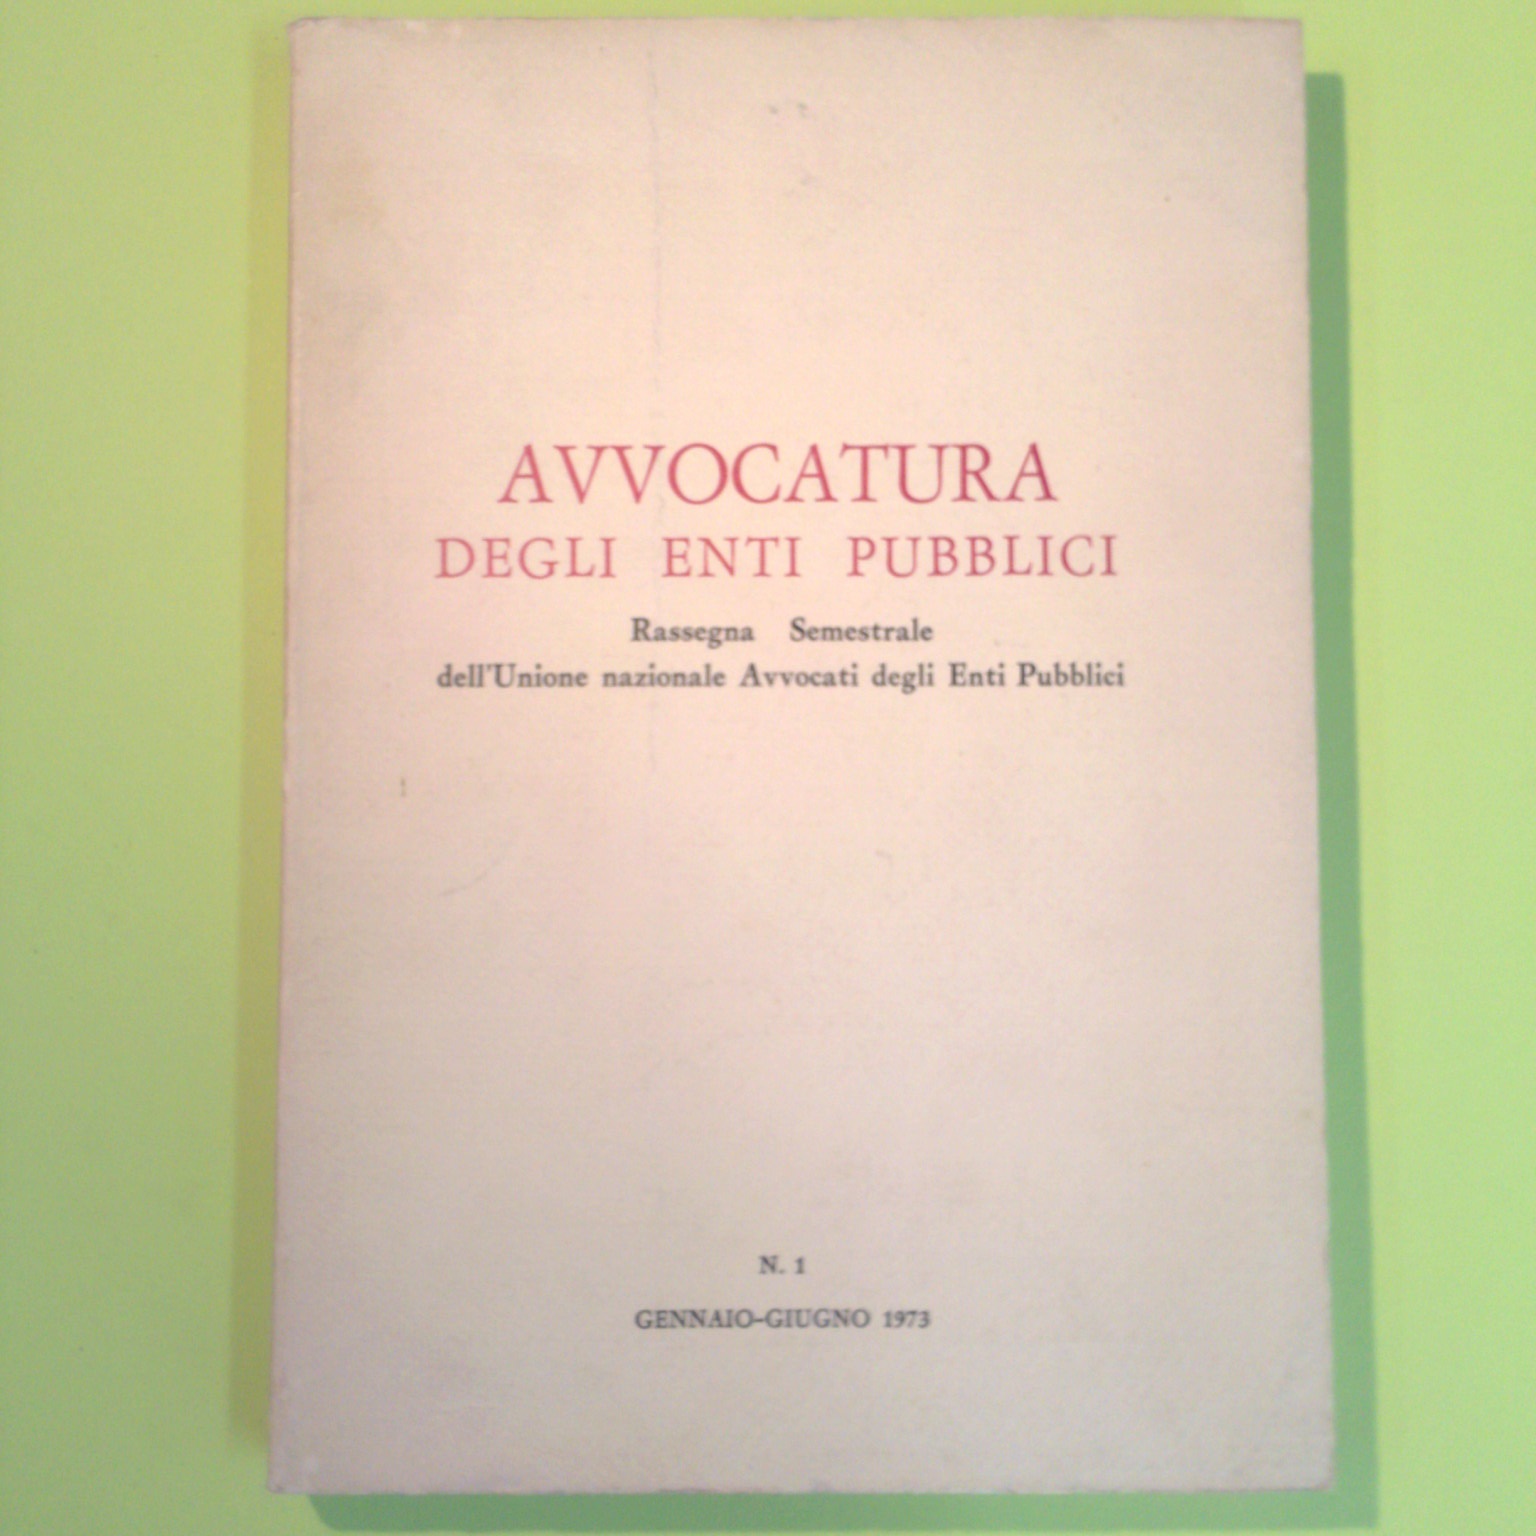 AVVOCATURA
DEGLI ENTI PUBBLICI
Rassegna Semestrale
dell'Unione nazionale Avvocati degli Enti Pubblici
N. 1
GENNAIO-GIUGNO 1973